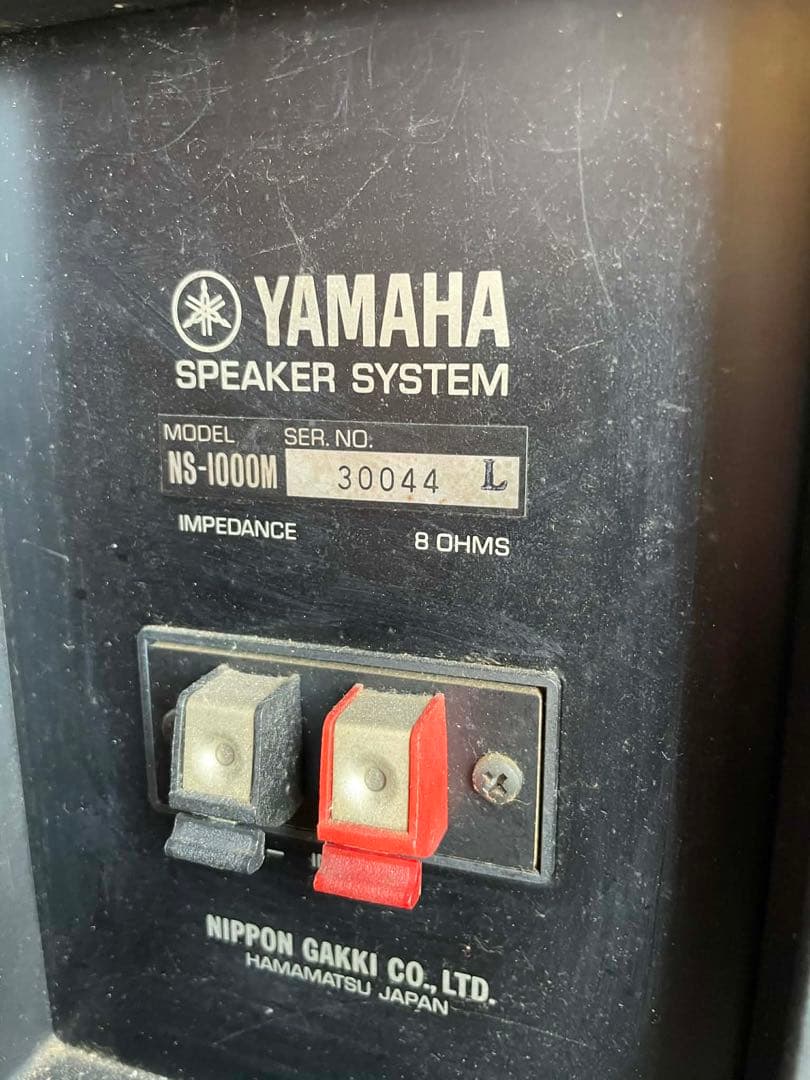 YAMAHA
SPEAKER SYSTEM
MODEL SER. NO.
NS-1000M 30044 L
IMPEDANCE 8 OHMS
–
NIPPON GAKKI CO., LTD.
HAMAMATSU JAPAN